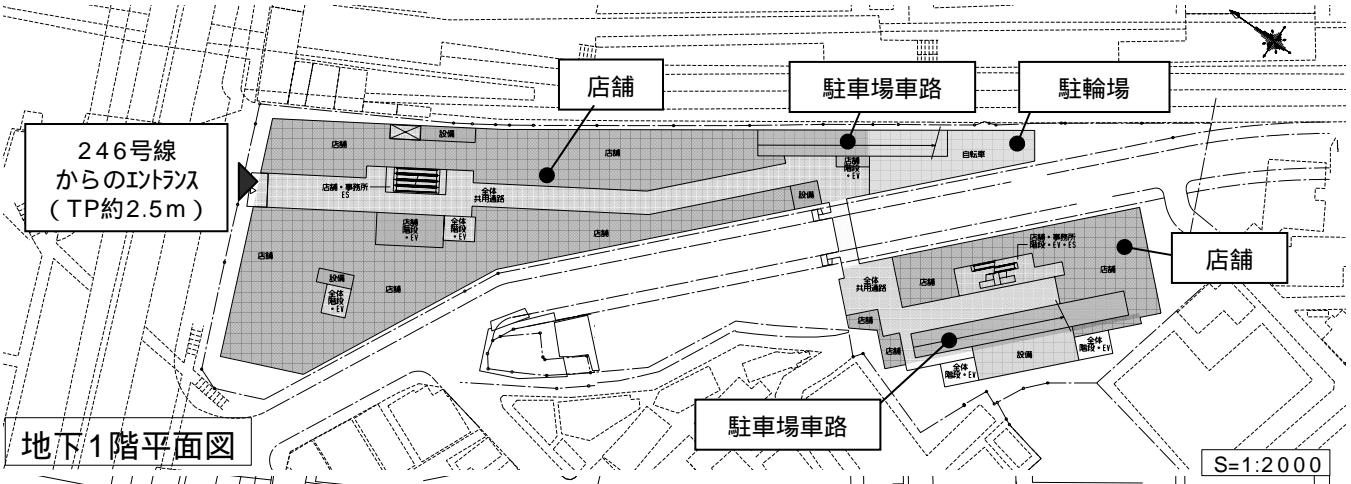 店舗
駐車場車路
駐輪場
246号線
からのエントランス
(TP約2.5m)
店舗
設備
店舗
店舗
階段
・EV
自転車
店舗・事務所
ES
全体
共用通路
設備
店舗
店舗
階段
・EV
全体
階段
・EV
店舗
設備
全体
階段
・EV
店舗
店舗・事務所
階段・EV・ES
店舗
全体
共用通路
店舗
店舗
店舗
店舗
設備
全体
階段・EV
全体
階段・EV
駐車場車路
地下1階平面図
S=1:2000